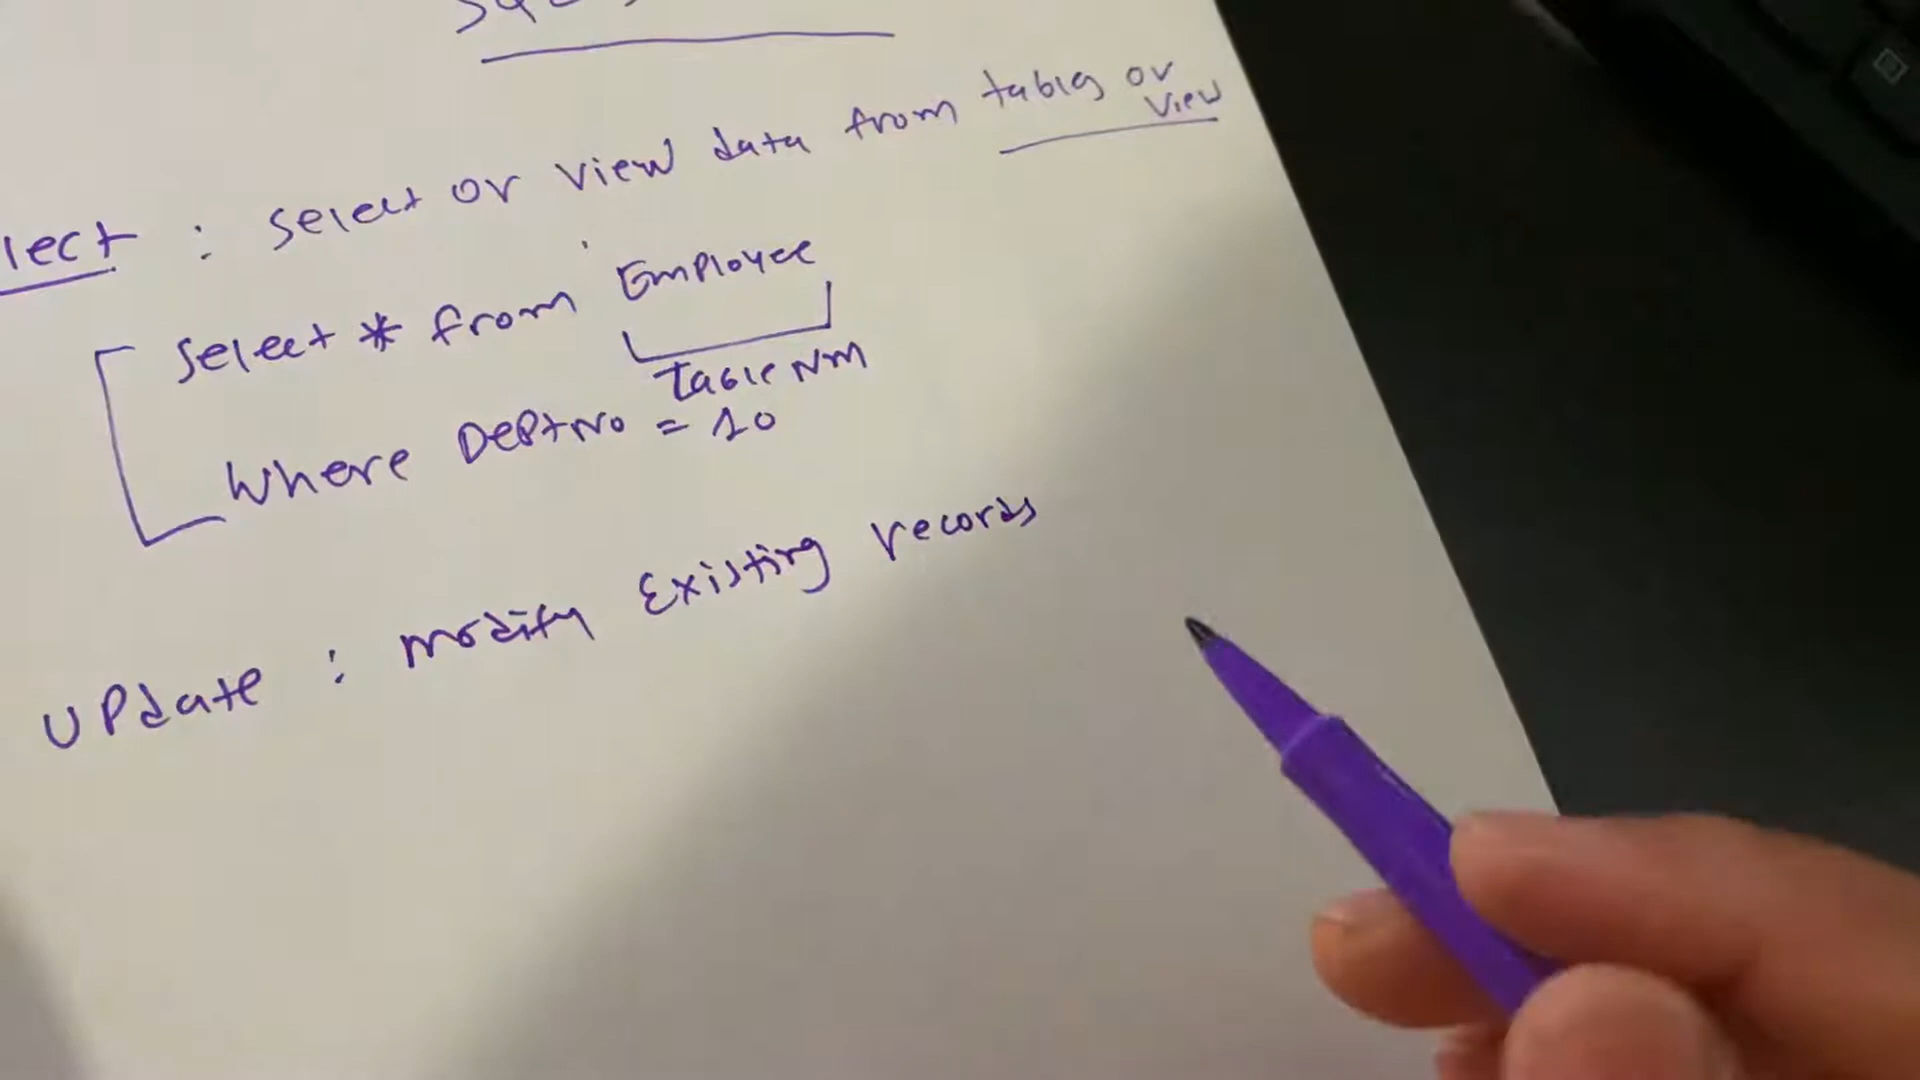 lect : Select or view data from tables or
view
Select * from Employee
Table NM
Where DeptNo = 10
Update : modify Existing records